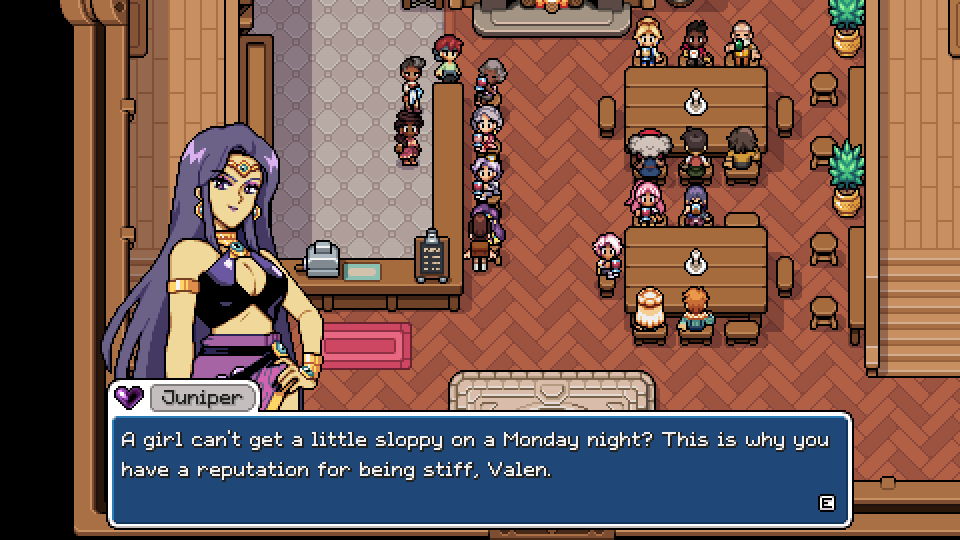 Juniper
A girl can't get a little sloppy on a Monday night? This is why you
have a reputation for being stiff, Valen.
E